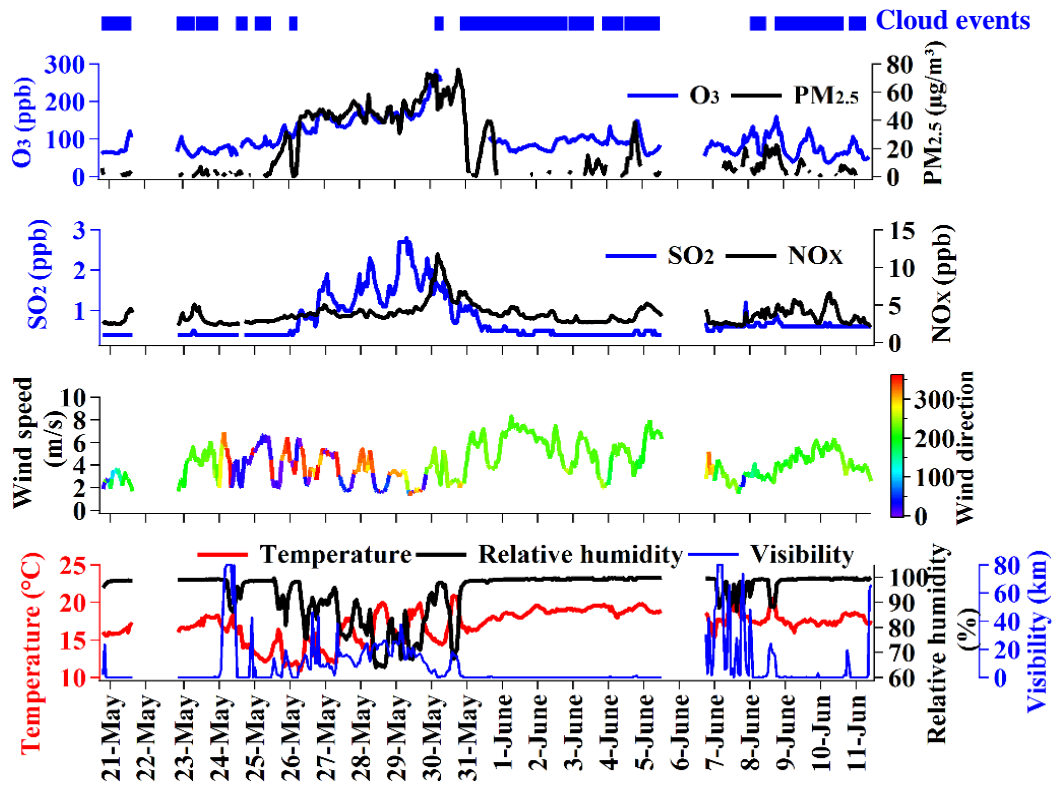 Cloud events
O3 (ppb)
300
200
100
0
O3
PM2.5
80
60
40
20
0
PM2.5 (μg/m³)
SO2 (ppb)
3
2
1
SO2
NOX
15
10
5
0
NOX (ppb)
Wind speed
(m/s)
10
8
6
4
2
0
300
200
100
0
Wind direction
Temperature (°C)
25
20
15
10
Temperature
Relative humidity
Visibility
100
90
80
70
60
Relative humidity
(%)
80
60
40
20
0
Visibility (km)
21-May
22-May
23-May
24-May
25-May
26-May
27-May
28-May
29-May
30-May
31-May
1-June
2-June
3-June
4-June
5-June
7-June
8-June
9-June
10-Jun
11-Jun